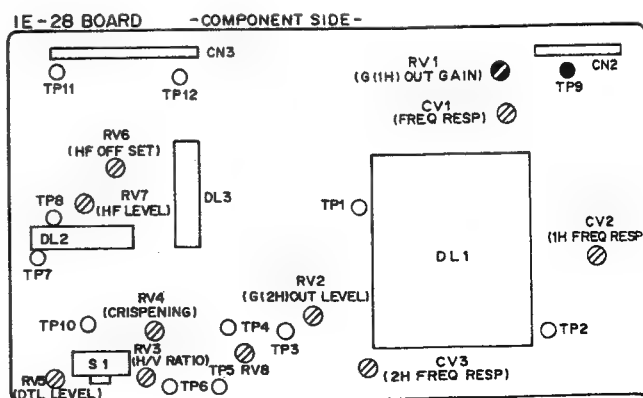 IE-28 BOARD -COMPONENT SIDE-
CN3
TP11
TP12
RV1
(G(1H) OUT GAIN)
CN2
TP9
CV1
(FREQ RESP)
RV6
(HF OFF SET)
RV7
(HF LEVEL)
TP8
DL2
TP7
DL3
TP1
DL1
CV2
(1H FREQ RESP)
RV2
(G(2H)OUT LEVEL)
RV4
(CRISPENING)
TP10
TP4
TP3
TP2
S1
RV3
(H/V RATIO)
RV8
CV3
(2H FREQ RESP)
RV5
(DTL LEVEL)
TP6
TP5